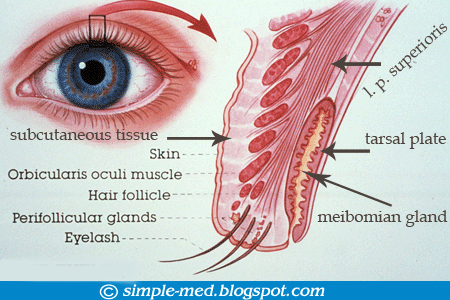 l. p. superioris
subcutaneous tissue
tarsal plate
Skin
Orbicularis oculi muscle
Hair follicle
meibomian gland
Perifollicular glands
Eyelash
© simple-med.blogspot.com